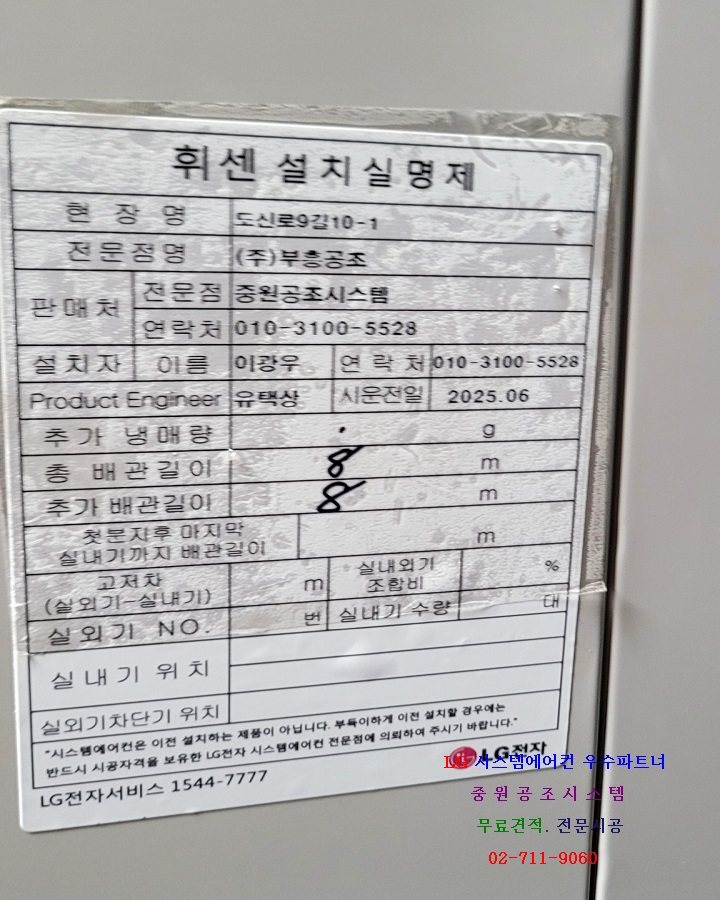 휘센 설치실명제
현 장 명 도신로9길10-1
전문점명 (주)부흥공조
판매처 전문점 중원공조시스템
연락처 010-3100-5528
설치자 이름 이광우 연락처 010-3100-5528
Product Engineer 유택상 시운전일 2025.06
추가 냉매량 . g
총 배관길이 8 m
추가배관길이 8 m
첫분지후 마지막
실내기까지 배관길이 m
고저차
(실외기-실내기) m 실내외기
조합비 %
실외기 NO. 번 실내기 수량 대
실내기 위치
실외기차단기 위치
"시스템에어컨은 이전 설치하는 제품이 아닙니다. 부득이하게 이전 설치할 경우에는
반드시 시공자격을 보유한 LG전자 시스템에어컨 전문점에 의뢰하여 주시기 바랍니다."
LG전자서비스 1544-7777
LG전자
LG 시스템에어컨 우수파트너
중 원 공 조 시 스 템
무료견적. 전문시공
02-711-9060